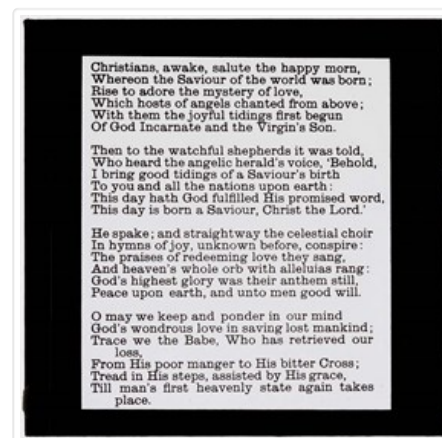 Christians, awake, salute the happy morn,
Whereon the Saviour of the world was born;
Rise to adore the mystery of love,
Which hosts of angels chanted from above;
With them the joyful tidings first begun
Of God Incarnate and the Virgin's Son.
Then to the watchful shepherds it was told,
Who heard the angelic herald's voice, 'Behold,
I bring good tidings of a Saviour's birth
To you and all the nations upon earth:
This day hath God fulfilled His promised word,
This day is born a Saviour, Christ the Lord.'
He spake; and straightway the celestial choir
In hymns of joy, unknown before, conspire:
The praises of redeeming love they sang,
And heaven's whole orb with alleluias rang:
God's highest glory was their anthem still,
Peace upon earth, and unto men good will.
O may we keep and ponder in our mind
God's wondrous love in saving lost mankind;
Trace we the Babe, Who has retrieved our
loss,
From His poor manger to His bitter Cross;
Tread in His steps, assisted by His grace,
Till man's first heavenly state again takes
place.